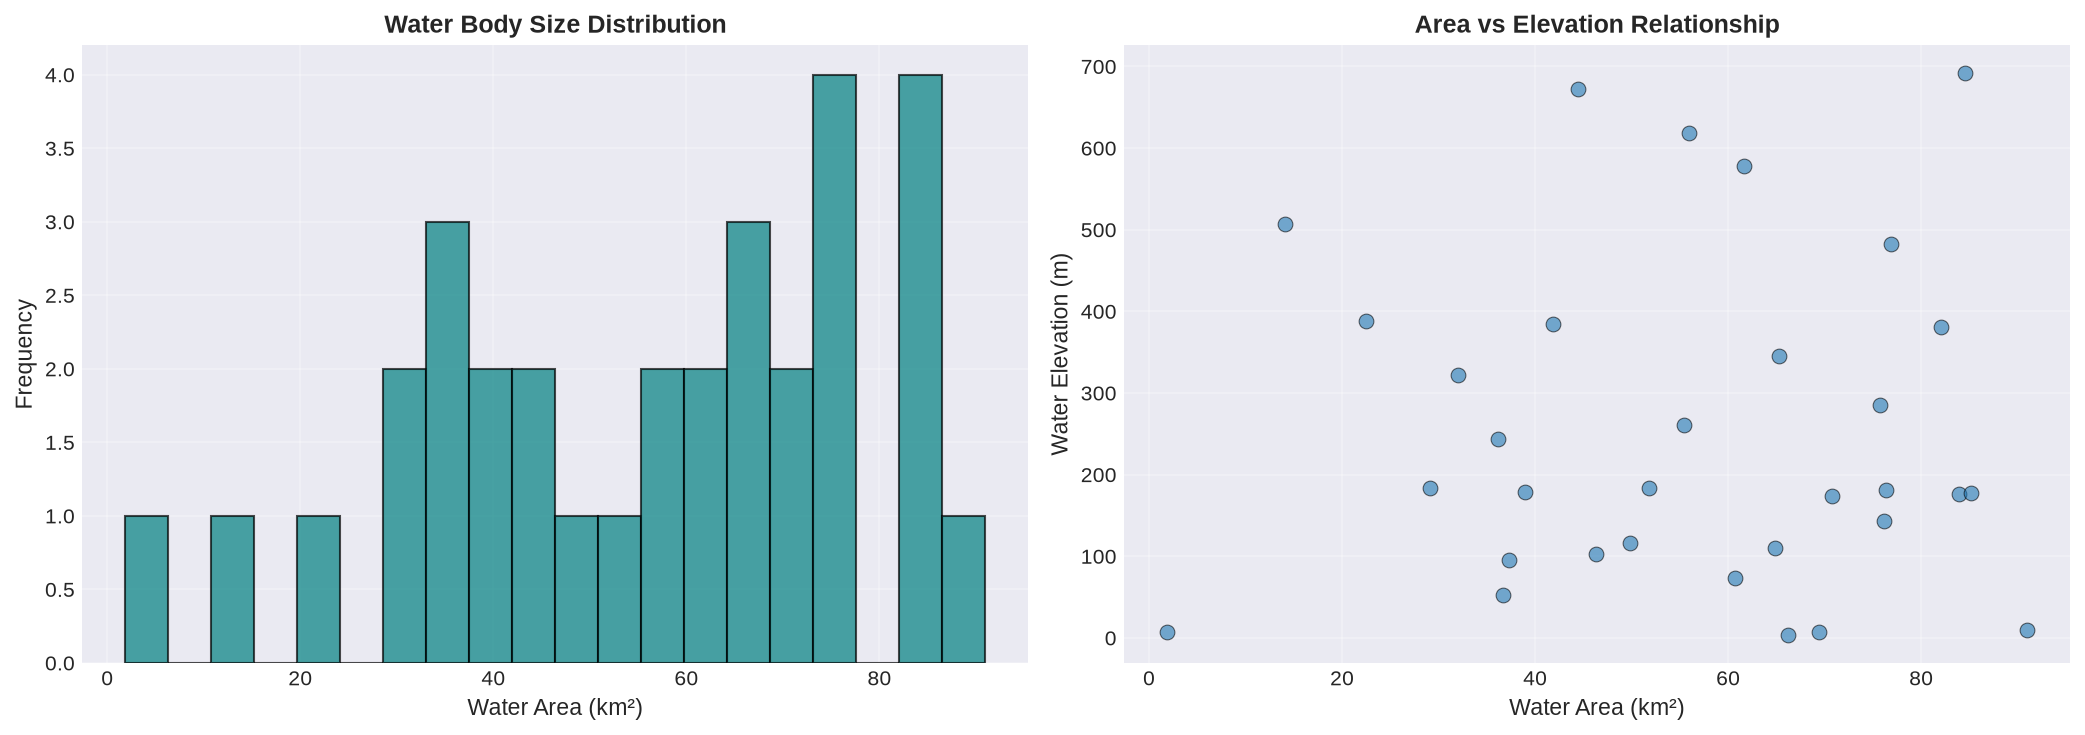 Water Body Size Distribution
4.0
3.5
3.0
2.5
2.0
1.5
1.0
0.5
0.0
Frequency
0 20 40 60 80
Water Area (km²)
Area vs Elevation Relationship
700
600
500
400
300
200
100
0
Water Elevation (m)
0 20 40 60 80
Water Area (km²)